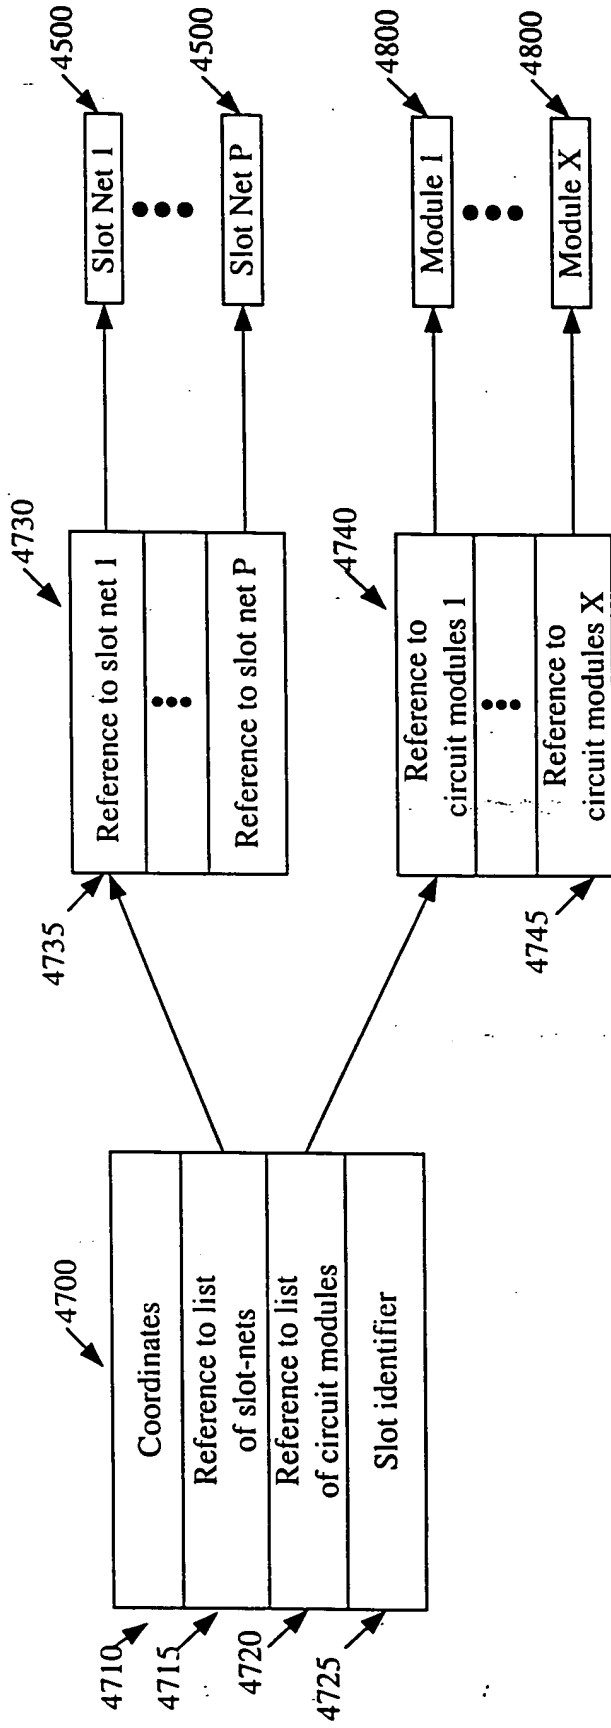 4700
4710
Coordinates
4715
Reference to list
of slot-nets
4720
Reference to list
of circuit modules
4725
Slot identifier
4730
4735
Reference to slot net 1
Reference to slot net P
4740
Reference to
circuit modules 1
4745
Reference to
circuit modules X
4500
Slot Net 1
4500
Slot Net P
4800
Module 1
4800
Module X